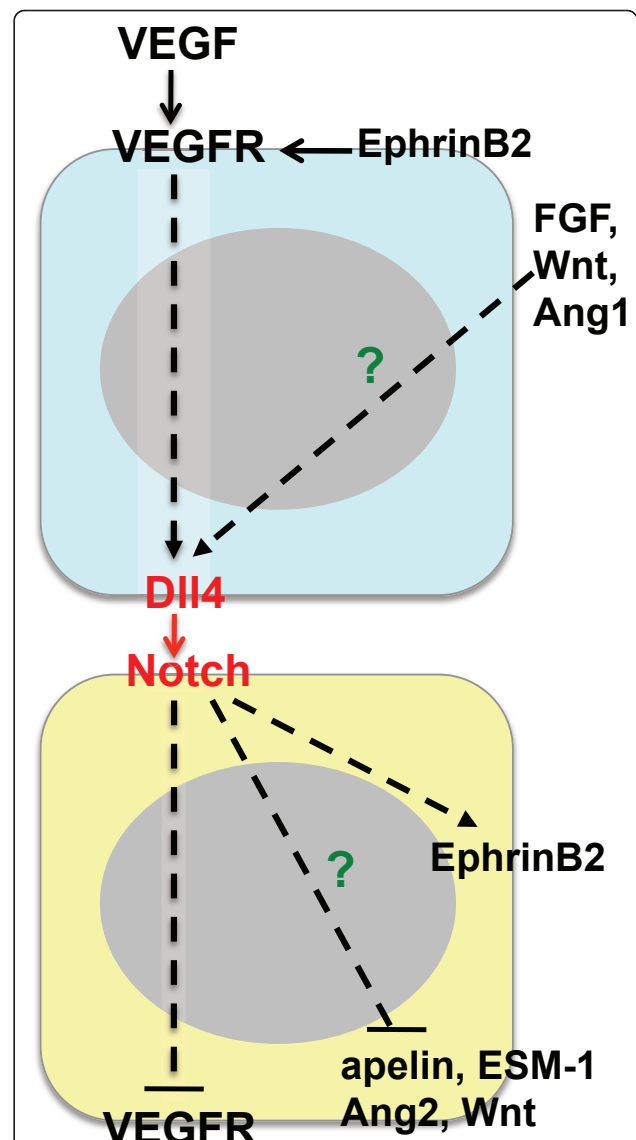 VEGF
VEGFR
EphrinB2
FGF,
Wnt,
Ang1
?
Dll4
Notch
EphrinB2
?
apelin, ESM-1
Ang2, Wnt
VEGFR